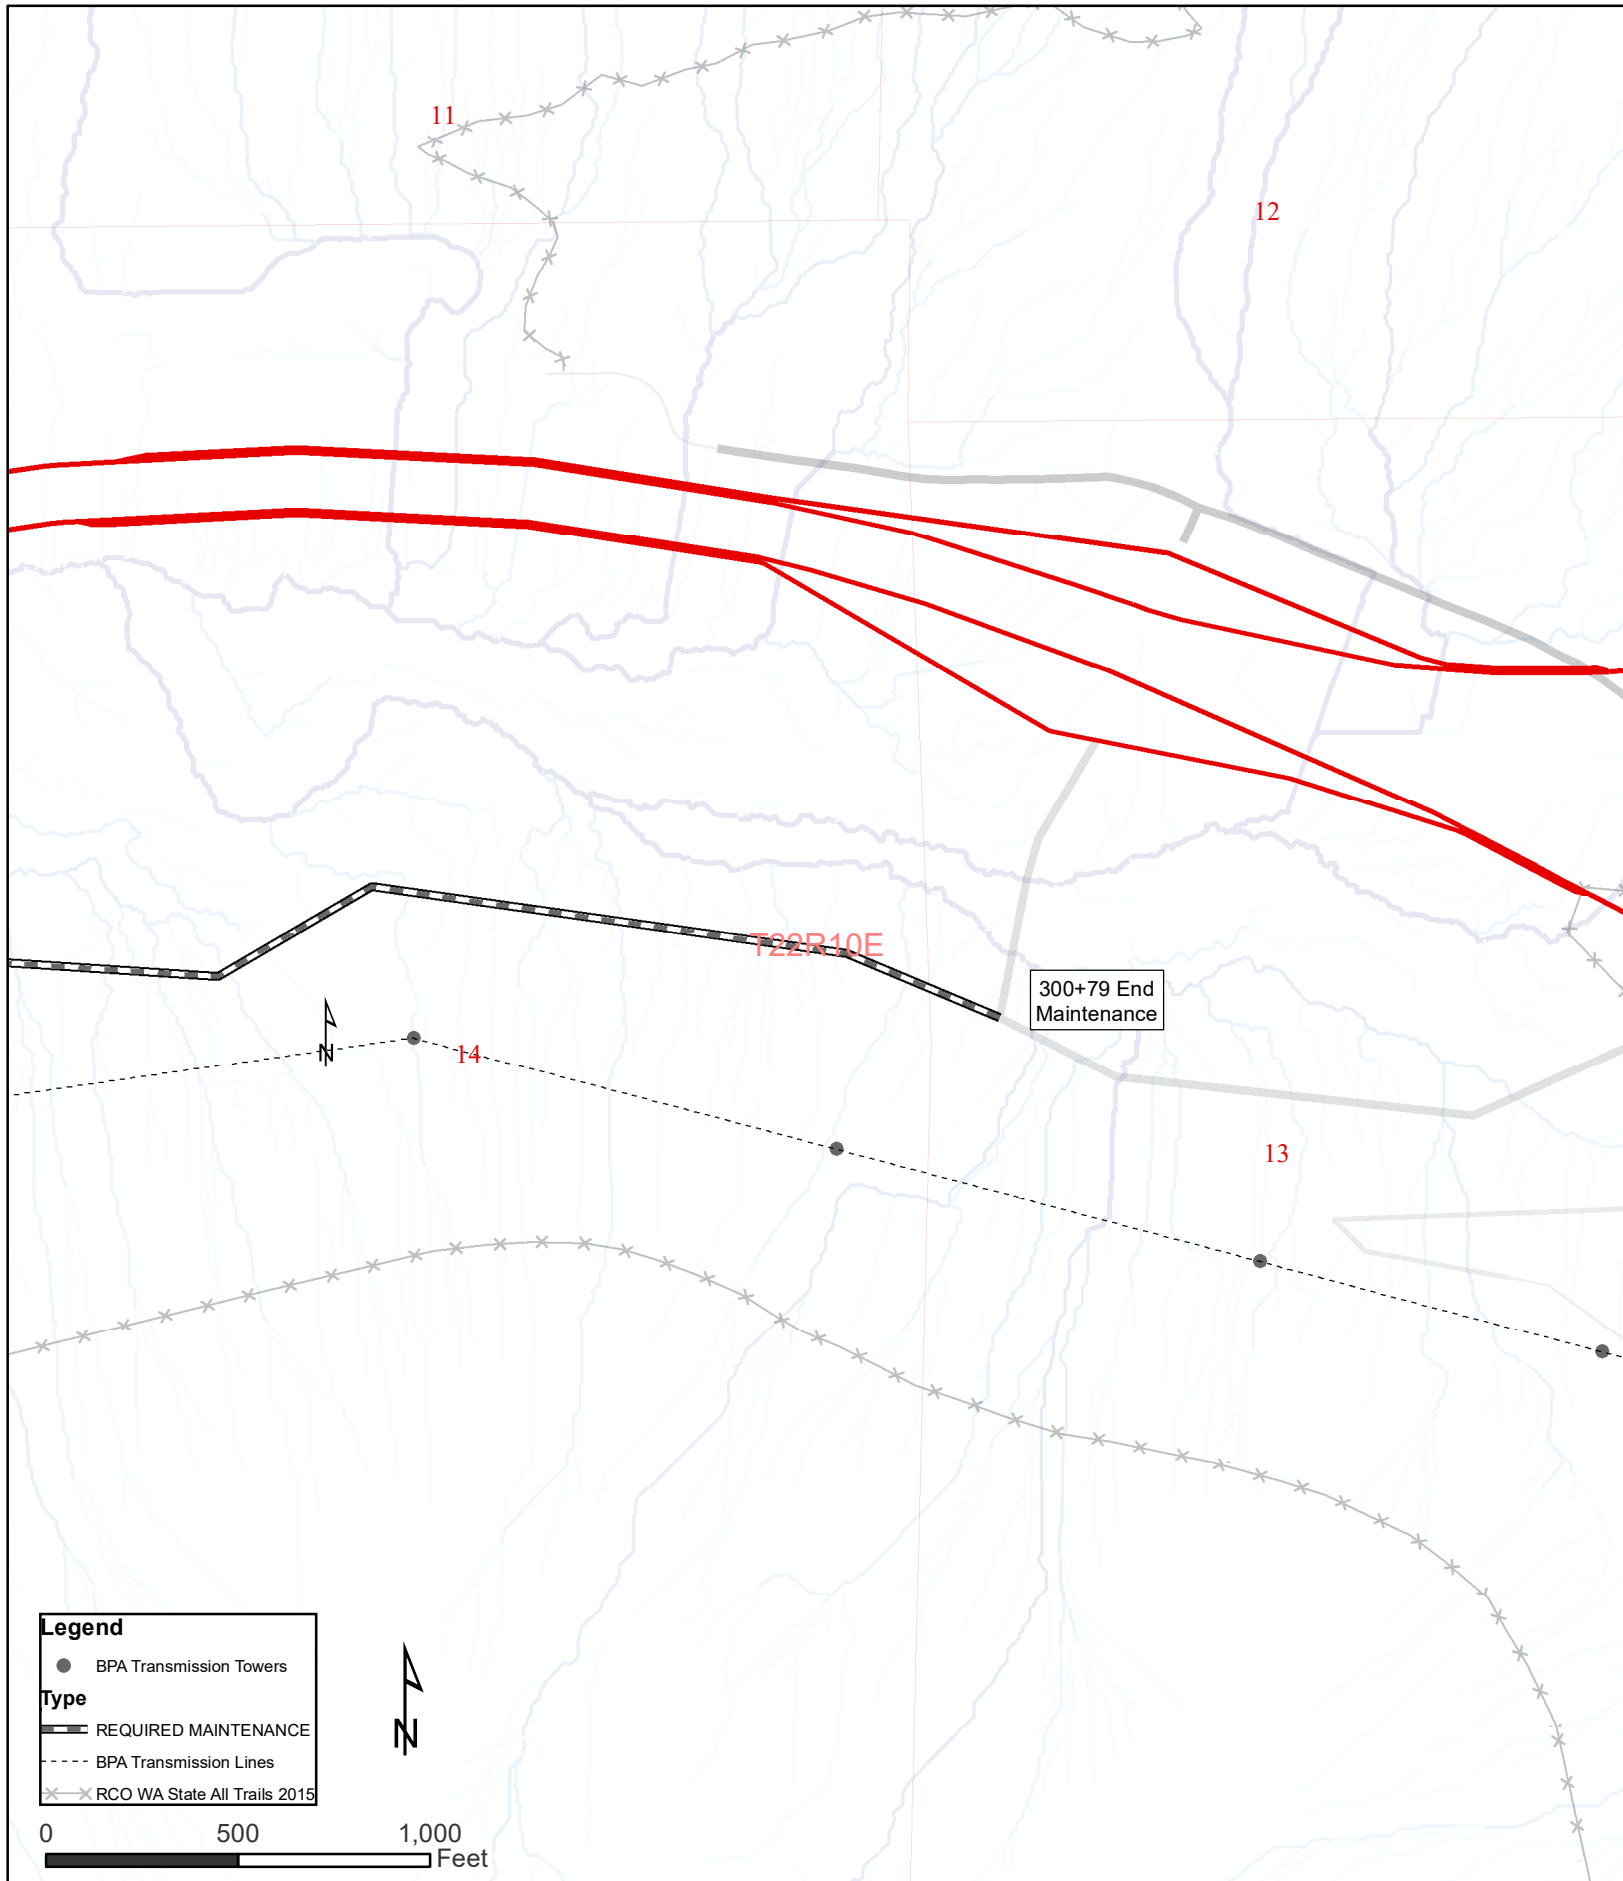 11
12
T22R10E
300+79 End
Maintenance
N
14
13
Legend
BPA Transmission Towers
Type
REQUIRED MAINTENANCE
BPA Transmission Lines
RCO WA State All Trails 2015
N
0 500 1,000
Feet